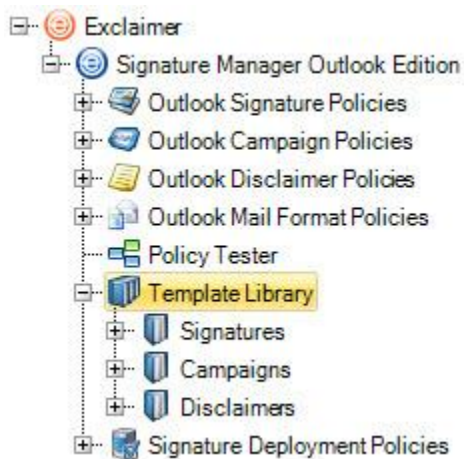 Exclaimer
Signature Manager Outlook Edition
Outlook Signature Policies
Outlook Campaign Policies
Outlook Disclaimer Policies
Outlook Mail Format Policies
Policy Tester
Template Library
Signatures
Campaigns
Disclaimers
Signature Deployment Policies